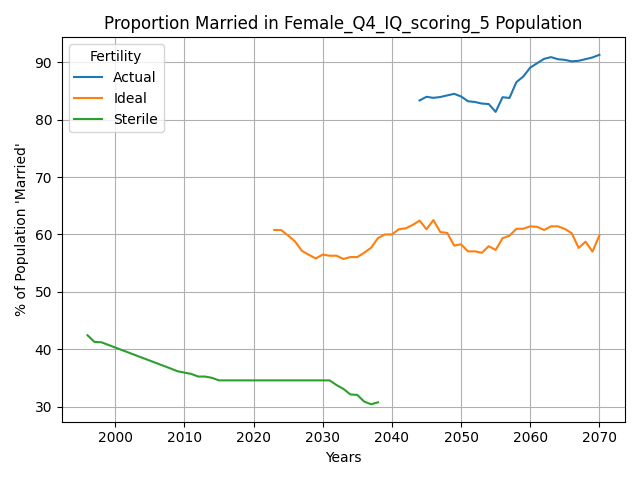 Proportion Married in Female_Q4_IQ_scoring_5 Population
% of Population 'Married'
90
80
70
60
50
40
30
Fertility
Actual
Ideal
Sterile
2000 2010 2020 2030 2040 2050 2060 2070
Years